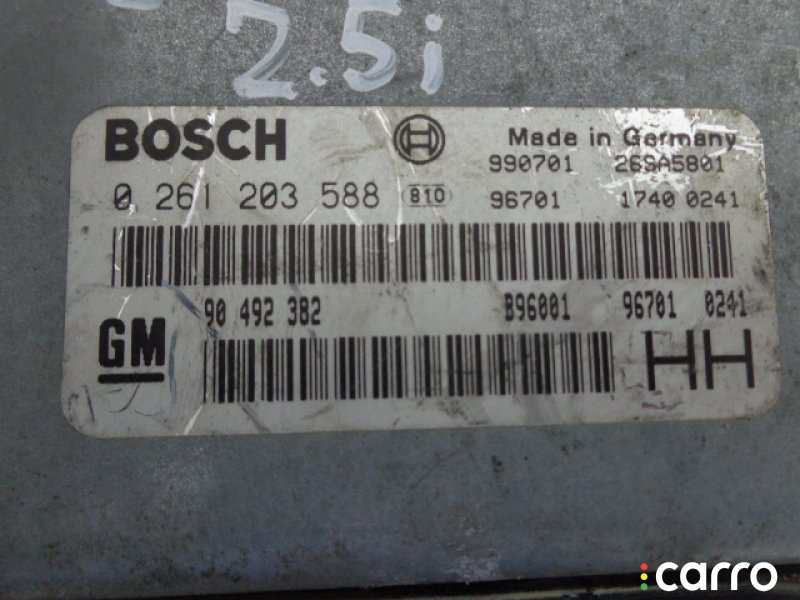 2.5i
BOSCH Made in Germany
990701 26SA5801
0 261 203 588 810 96701 1740 0241
90 492 382 B96001 96701 0241
GM HH
carro